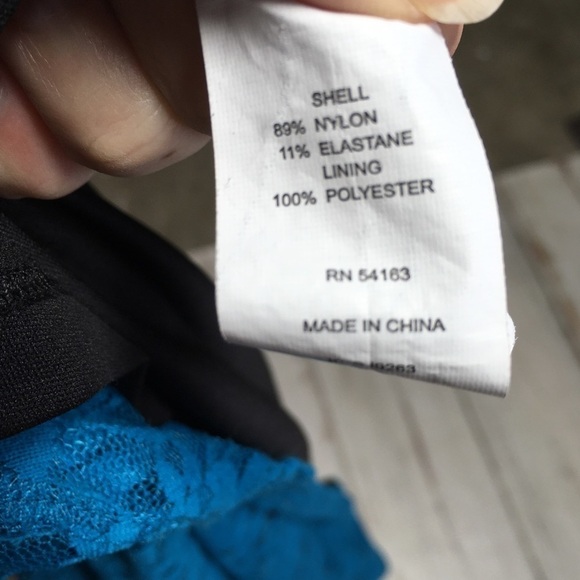 SHELL
89% NYLON
11% ELASTANE
LINING
100% POLYESTER
RN 54163
MADE IN CHINA